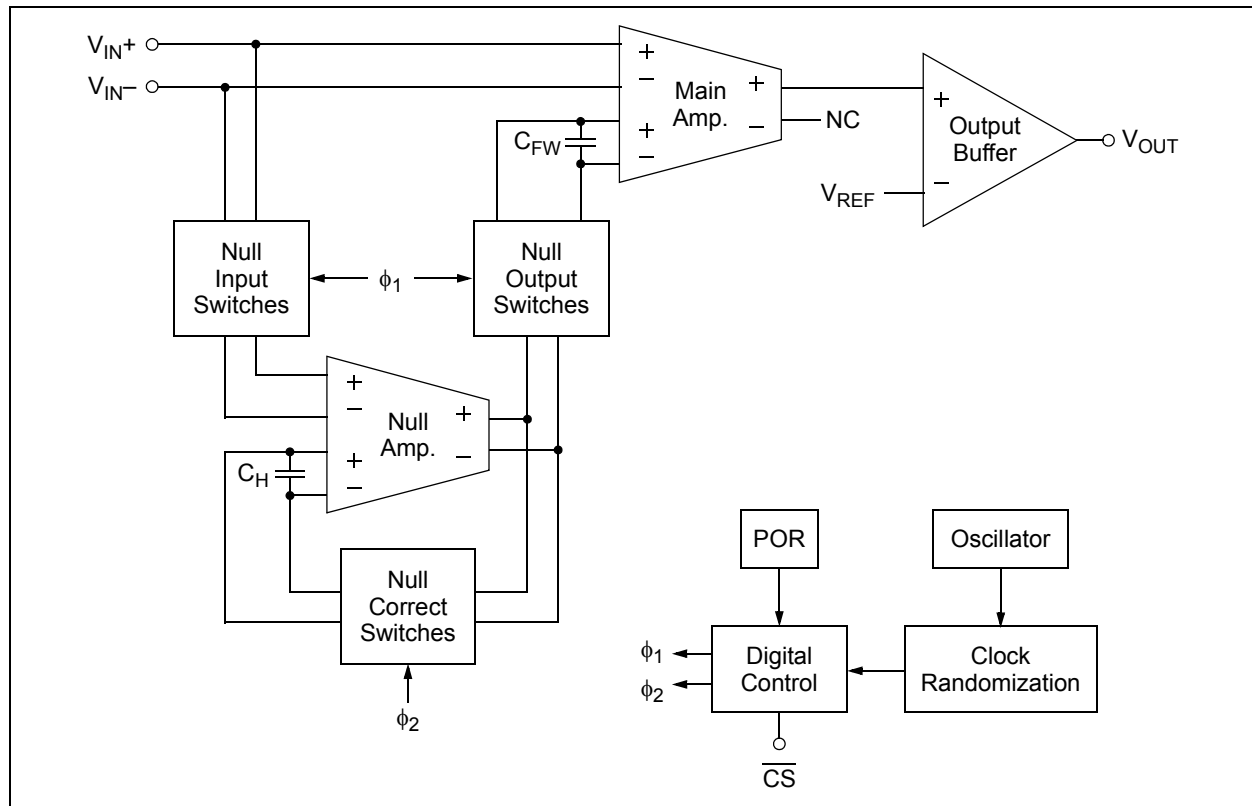 V_IN+
V_IN–
+
–
+
–
Main
Amp.
+
–
NC
+
–
Output
Buffer
V_OUT
V_REF
C_FW
Null
Input
Switches
ϕ1
Null
Output
Switches
+
–
+
–
Null
Amp.
+
–
C_H
Null
Correct
Switches
ϕ2
POR
Oscillator
ϕ1
ϕ2
Digital
Control
Clock
Randomization
C̅S̅